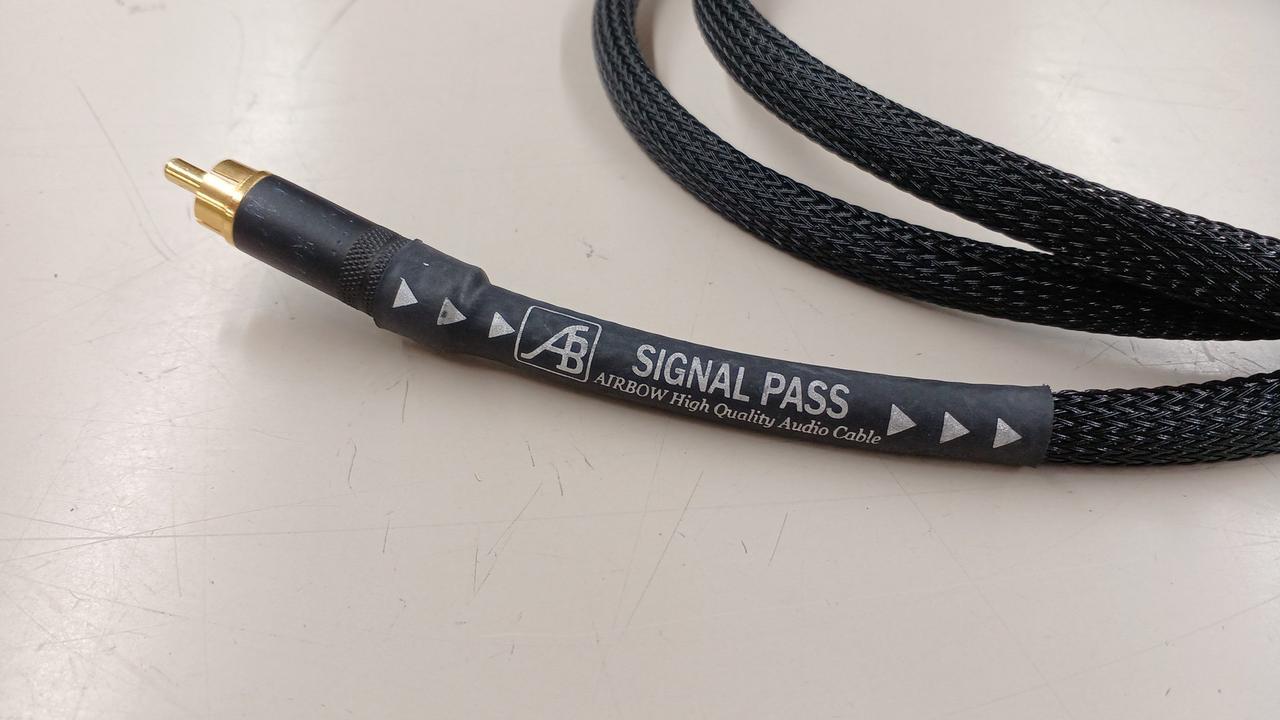 AB
SIGNAL PASS
AIRBOW High Quality Audio Cable